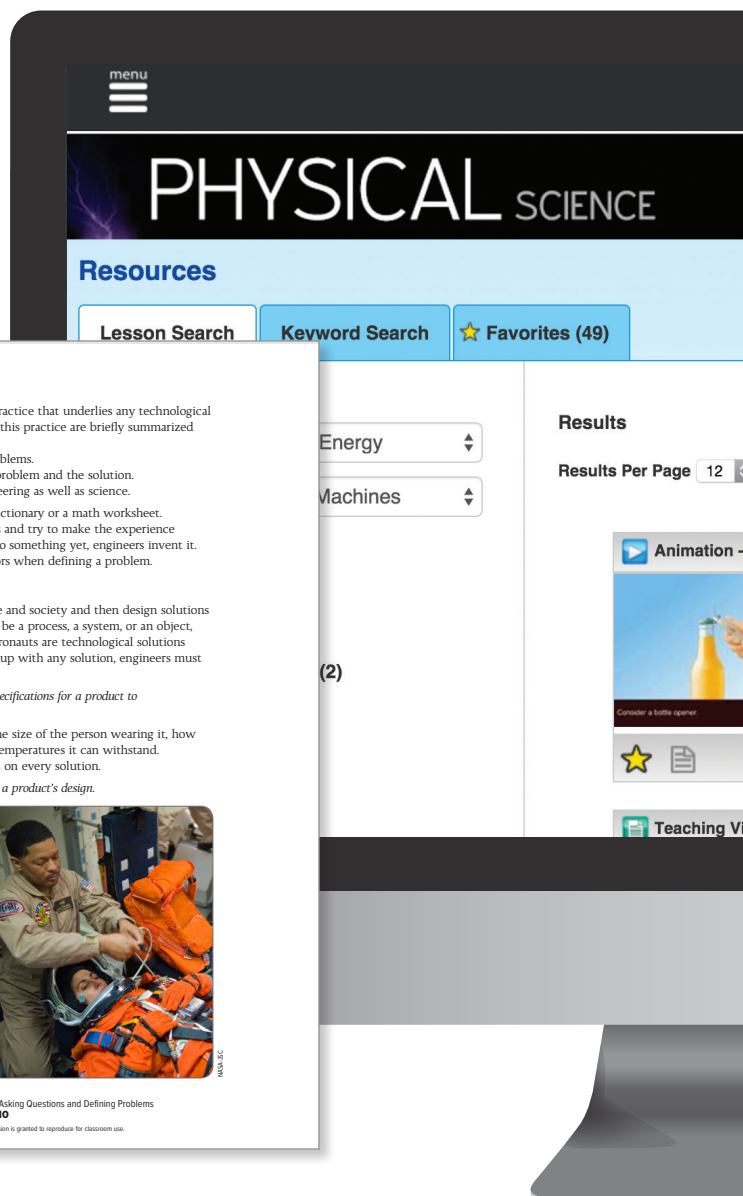 menu
PHYSICAL SCIENCE
Resources
Lesson Search
Keyword Search
Favorites (49)
Energy
Machines
(2)
Results
Results Per Page 12
Animation -
Consider a bottle opener.
Teaching Vi
ractice that underlies any technological
this practice are briefly summarized
blems.
problem and the solution.
eering as well as science.
ctionary or a math worksheet.
s and try to make the experience
o something yet, engineers invent it.
rs when defining a problem.
e and society and then design solutions
be a process, a system, or an object,
ronauts are technological solutions
up with any solution, engineers must
ecifications for a product to
he size of the person wearing it, how
emperatures it can withstand.
on every solution.
a product's design.
NASA-JSC
Asking Questions and Defining Problems
10
sion is granted to reproduce for classroom use.